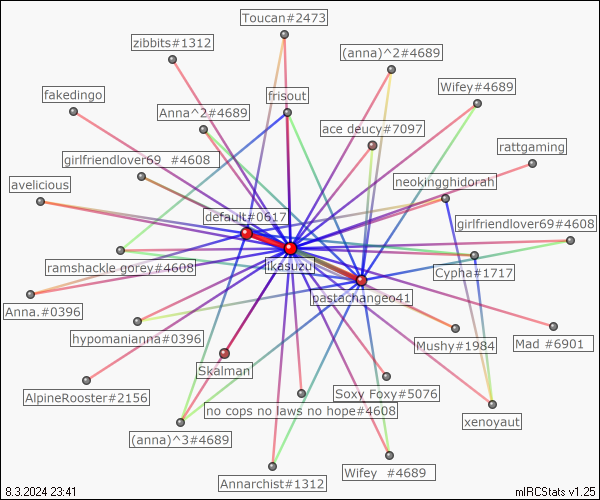 Toucan#2473
zibbits#1312
(anna)^2#4689
Wifey#4689
fakedingo
frisout
Anna^2#4689
ace deucy#7097
rattgaming
girlfriendlover69 #4608
neokingghidorah
avelicious
default#0617
girlfriendlover69#4608
ramshackle gorey#4608
ikasuzu
Cypha#1717
pastachangeo41
Anna.#0396
hypomanianna#0396
Mushy#1984
Mad #6901
Skalman
AlpineRooster#2156
Soxy Foxy#5076
no cops no laws no hope#4608
xenoyaut
(anna)^3#4689
Annarchist#1312
Wifey #4689
8.3.2024 23:41
mIRCStats v1.25